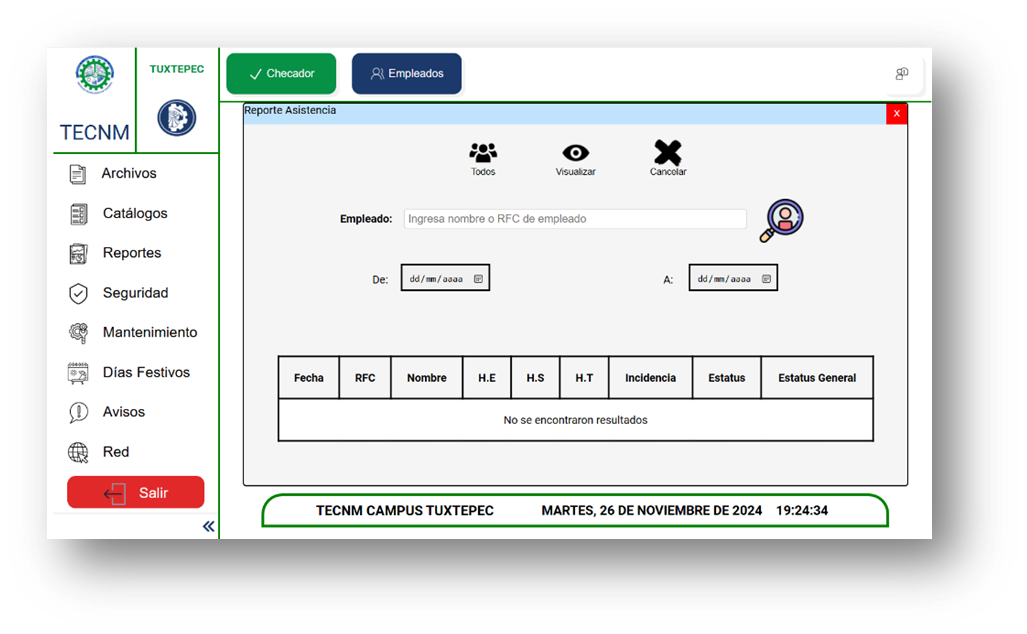 TECNM
TUXTEPEC
Checador
Empleados
Archivos
Catálogos
Reportes
Seguridad
Mantenimiento
Días Festivos
Avisos
Red
Salir
Reporte Asistencia
x
Todos
Visualizar
Cancelar
Empleado: Ingresa nombre o RFC de empleado
De: dd/mm/aaaa A: dd/mm/aaaa
Fecha RFC Nombre H.E H.S H.T Incidencia Estatus Estatus General
No se encontraron resultados
TECNM CAMPUS TUXTEPEC MARTES, 26 DE NOVIEMBRE DE 2024 19:24:34